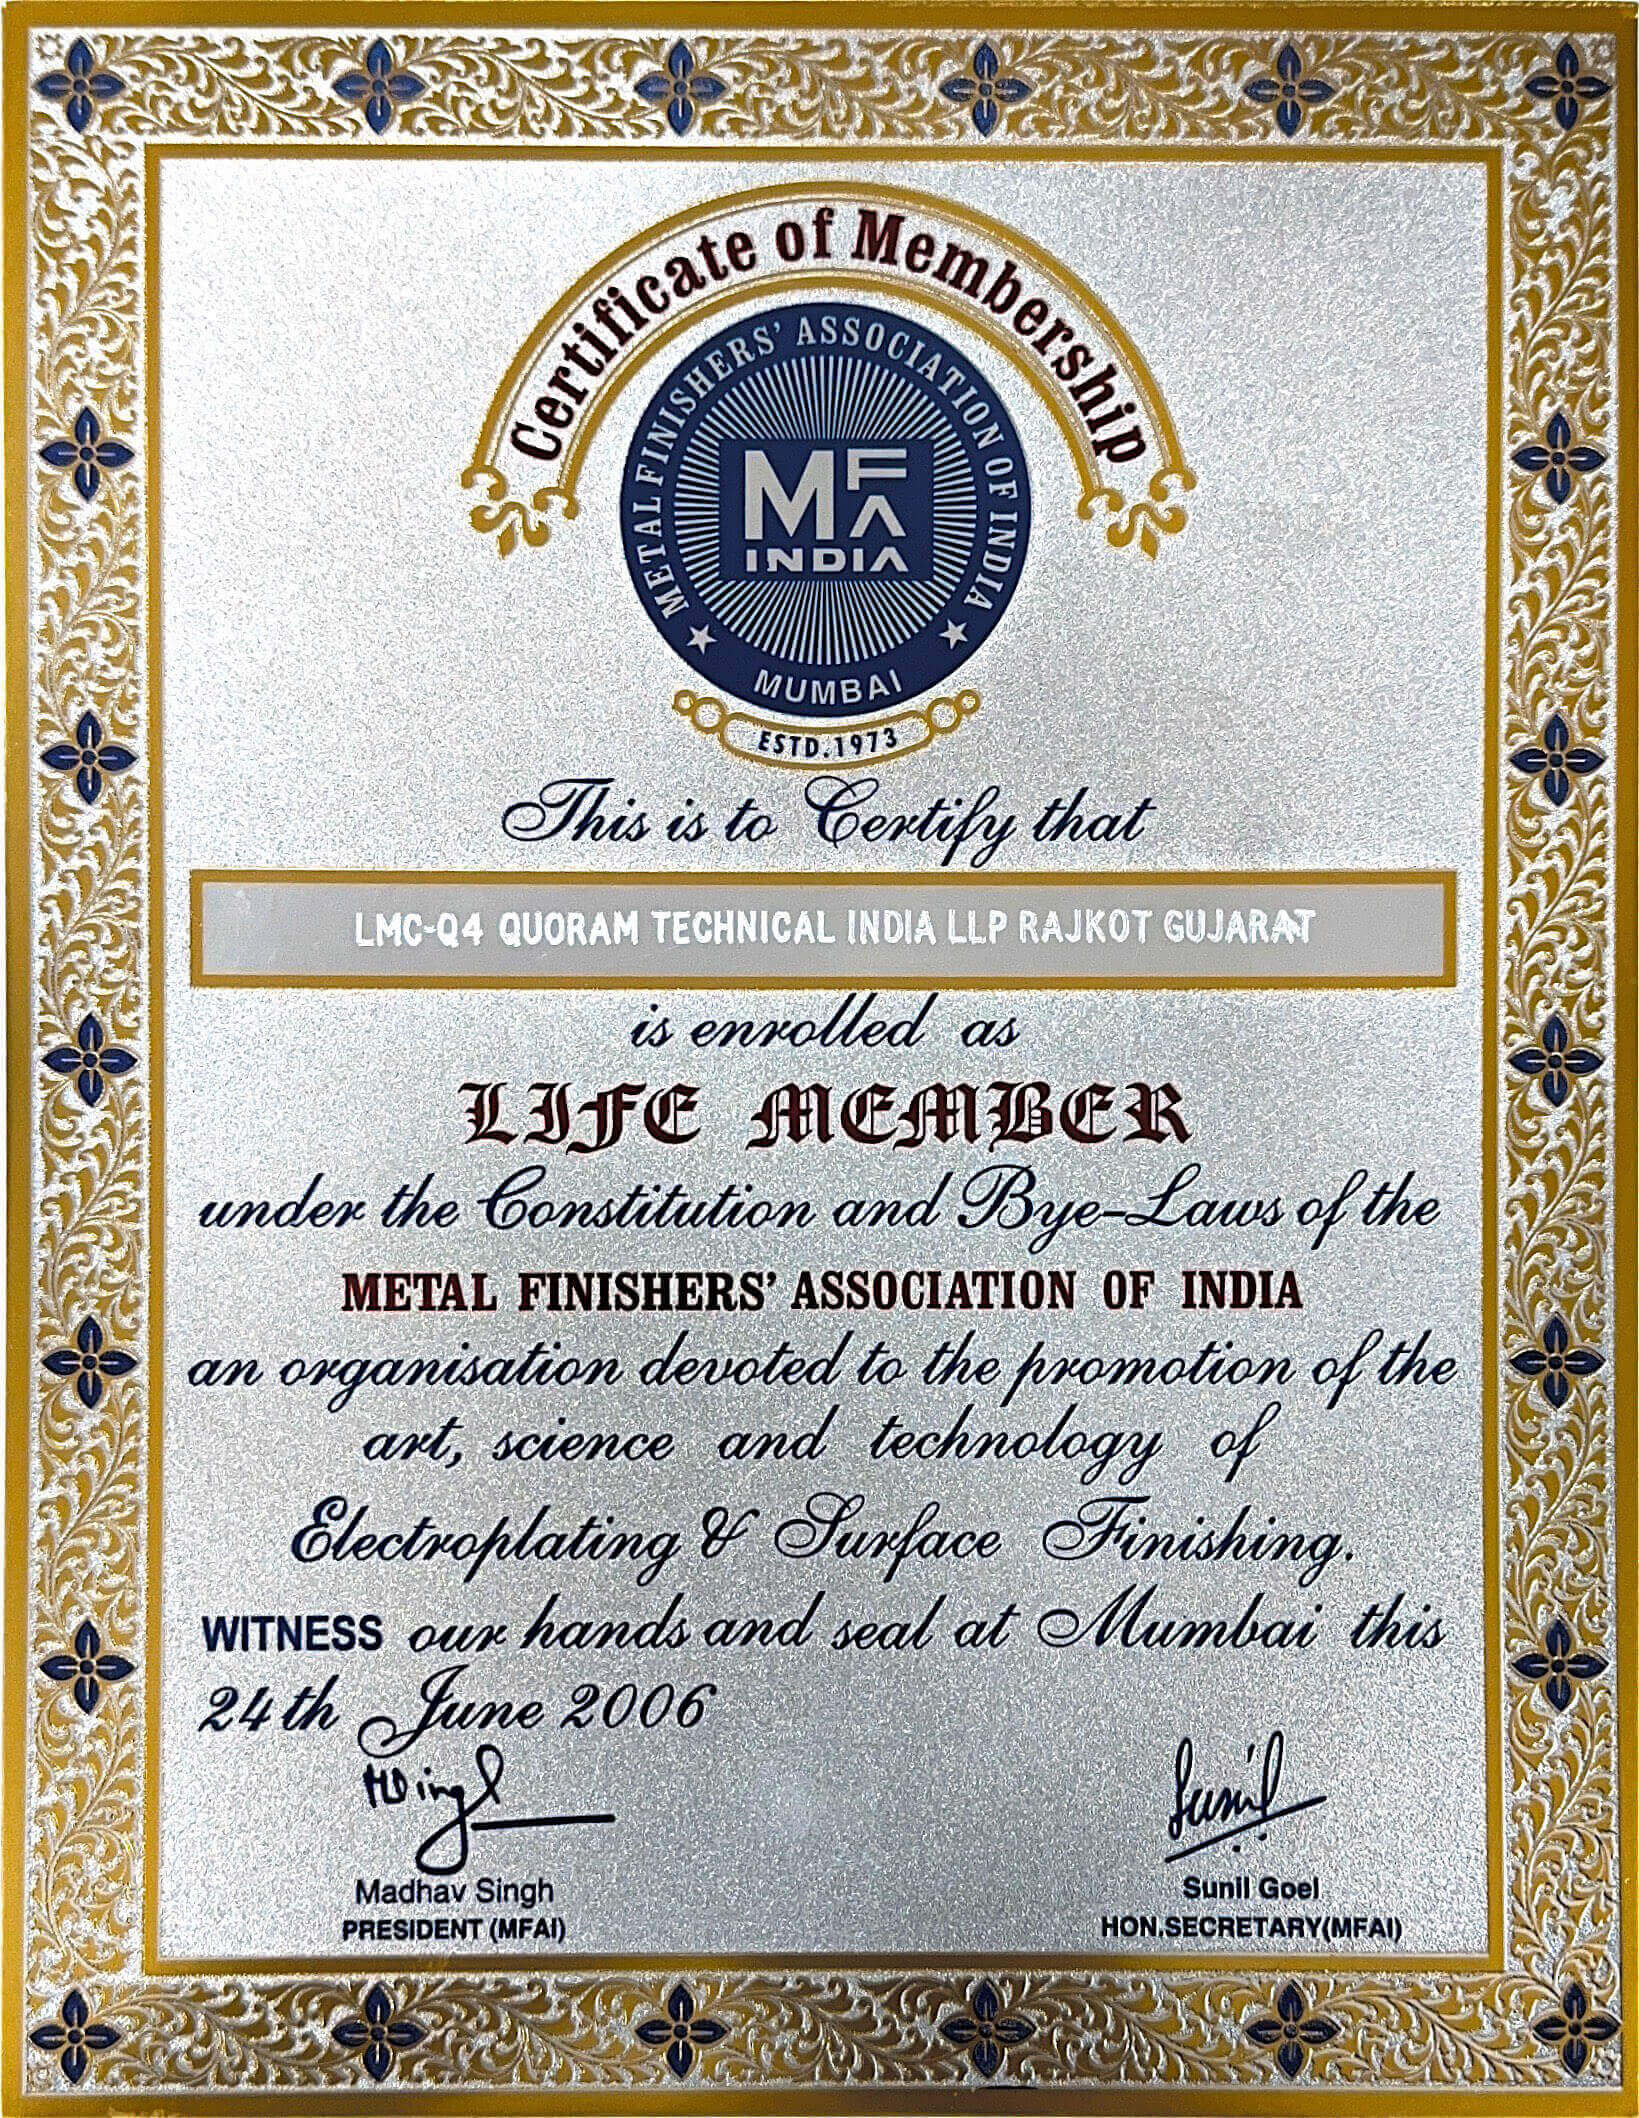 Certificate of Membership
METAL FINISHERS' ASSOCIATION OF INDIA
MFA
INDIA
MUMBAI
ESTD.1973
This is to Certify that
LMC-Q4 QUORAM TECHNICAL INDIA LLP RAJKOT GUJARAT
is enrolled as
LIFE MEMBER
under the Constitution and Bye-Laws of the
METAL FINISHERS' ASSOCIATION OF INDIA
an organisation devoted to the promotion of the
art, science and technology of
Electroplating & Surface Finishing.
WITNESS our hands and seal at Mumbai this
24th June 2006
Sunil
Madhav Singh
Sunil Goel
PRESIDENT (MFAI)
HON.SECRETARY(MFAI)